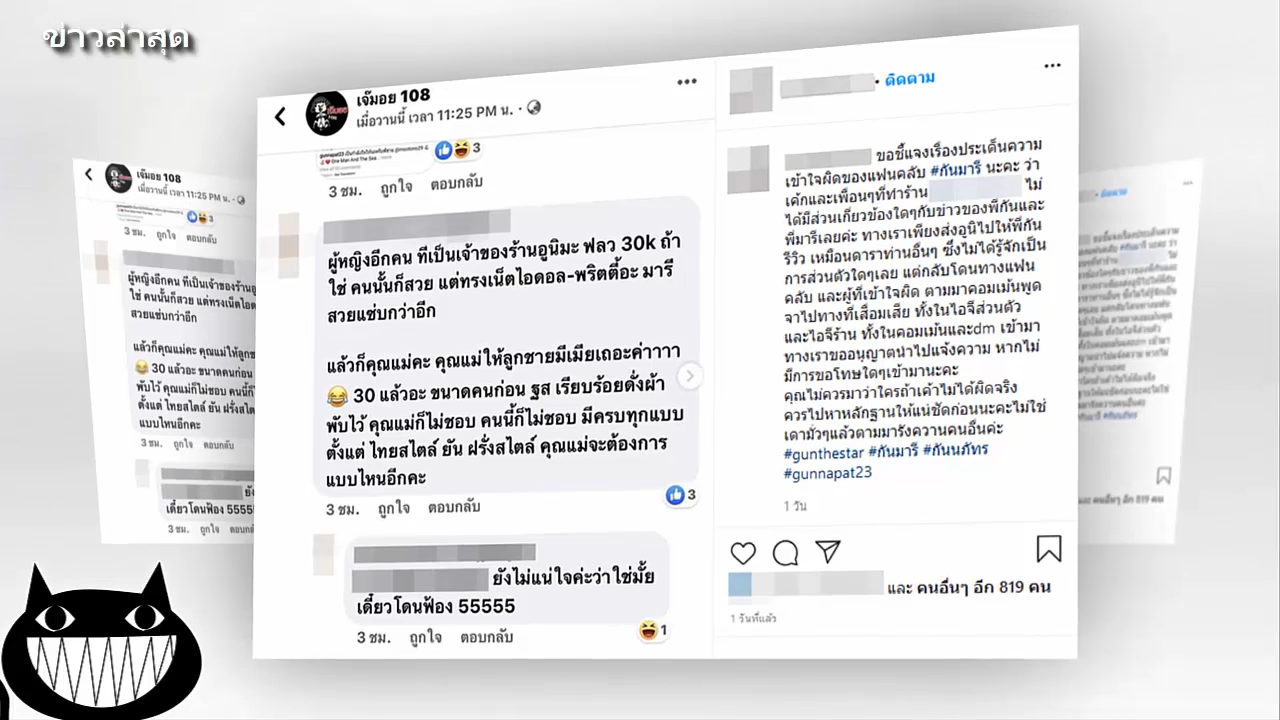 ข่าวล่าสุด
เจ๊มอย 108
เมื่อวานนี้ เวลา 11:25 PM น. ·
3
3 ชม. ถูกใจ ตอบกลับ
ผู้หญิงอีกคน ที่เป็นเจ้าของร้านอูนิมะ ฟลว 30k ถ้า
ใช่ คนนั้นก็สวย แต่ทรงเน็ตไอดอล-พริตตี้อะ มารี
สวยแซ่บกว่าอีก
แล้วก็คุณแม่คะ คุณแม่ให้ลูกชายมีเมียเถอะค่าาาา
😂 30 แล้วอะ ขนาดคนก่อน ฐส เรียบร้อยดั่งผ้า
พับไว้ คุณแม่ก็ไม่ชอบ คนนี้ก็ไม่ชอบ มีครบทุกแบบ
ตั้งแต่ ไทยสไตล์ ยัน ฝรั่งสไตล์ คุณแม่จะต้องการ
แบบไหนอีกคะ
3
3 ชม. ถูกใจ ตอบกลับ
ยังไม่แน่ใจค่ะว่าใช่มั้ย
เดี๋ยวโดนฟ้อง 55555
1
3 ชม. ถูกใจ ตอบกลับ
• ติดตาม
ขอชี้แจงเรื่องประเด็นความ
เข้าใจผิดของแฟนคลับ #กันมารี นะคะ ว่า
เค้กและเพื่อนๆที่ทำร้าน ไม่
ได้มีส่วนเกี่ยวข้องใดๆกับข่าวของพี่กันและ
พี่มารีเลยค่ะ ทางเราเพียงส่งอูนิไปให้พี่กัน
รีวิว เหมือนดาราท่านอื่นๆ ซึ่งไม่ได้รู้จักเป็น
การส่วนตัวใดๆเลย แต่กลับโดนทางแฟน
คลับ และผู้ที่เข้าใจผิด ตามมาคอมเม้นพูด
จาไปทางที่เสื่อมเสีย ทั้งในไอจีส่วนตัว
และไอจีร้าน ทั้งในคอมเม้นและdm เข้ามา
ทางเราขออนุญาตนำไปแจ้งความ หากไม่
มีการขอโทษใดๆเข้ามานะคะ
คุณไม่ควรมาว่าใครถ้าเค้าไม่ได้ผิดจริง
ควรไปหาหลักฐานให้แน่ชัดก่อนนะคะไม่ใช่
เดามั่วๆแล้วตามมารังควานคนอื่นค่ะ
#gunthestar #กันมารี #กันนภัทร
#gunnapat23
1 วัน
และ คนอื่นๆ อีก 819 คน
1 วันที่แล้ว